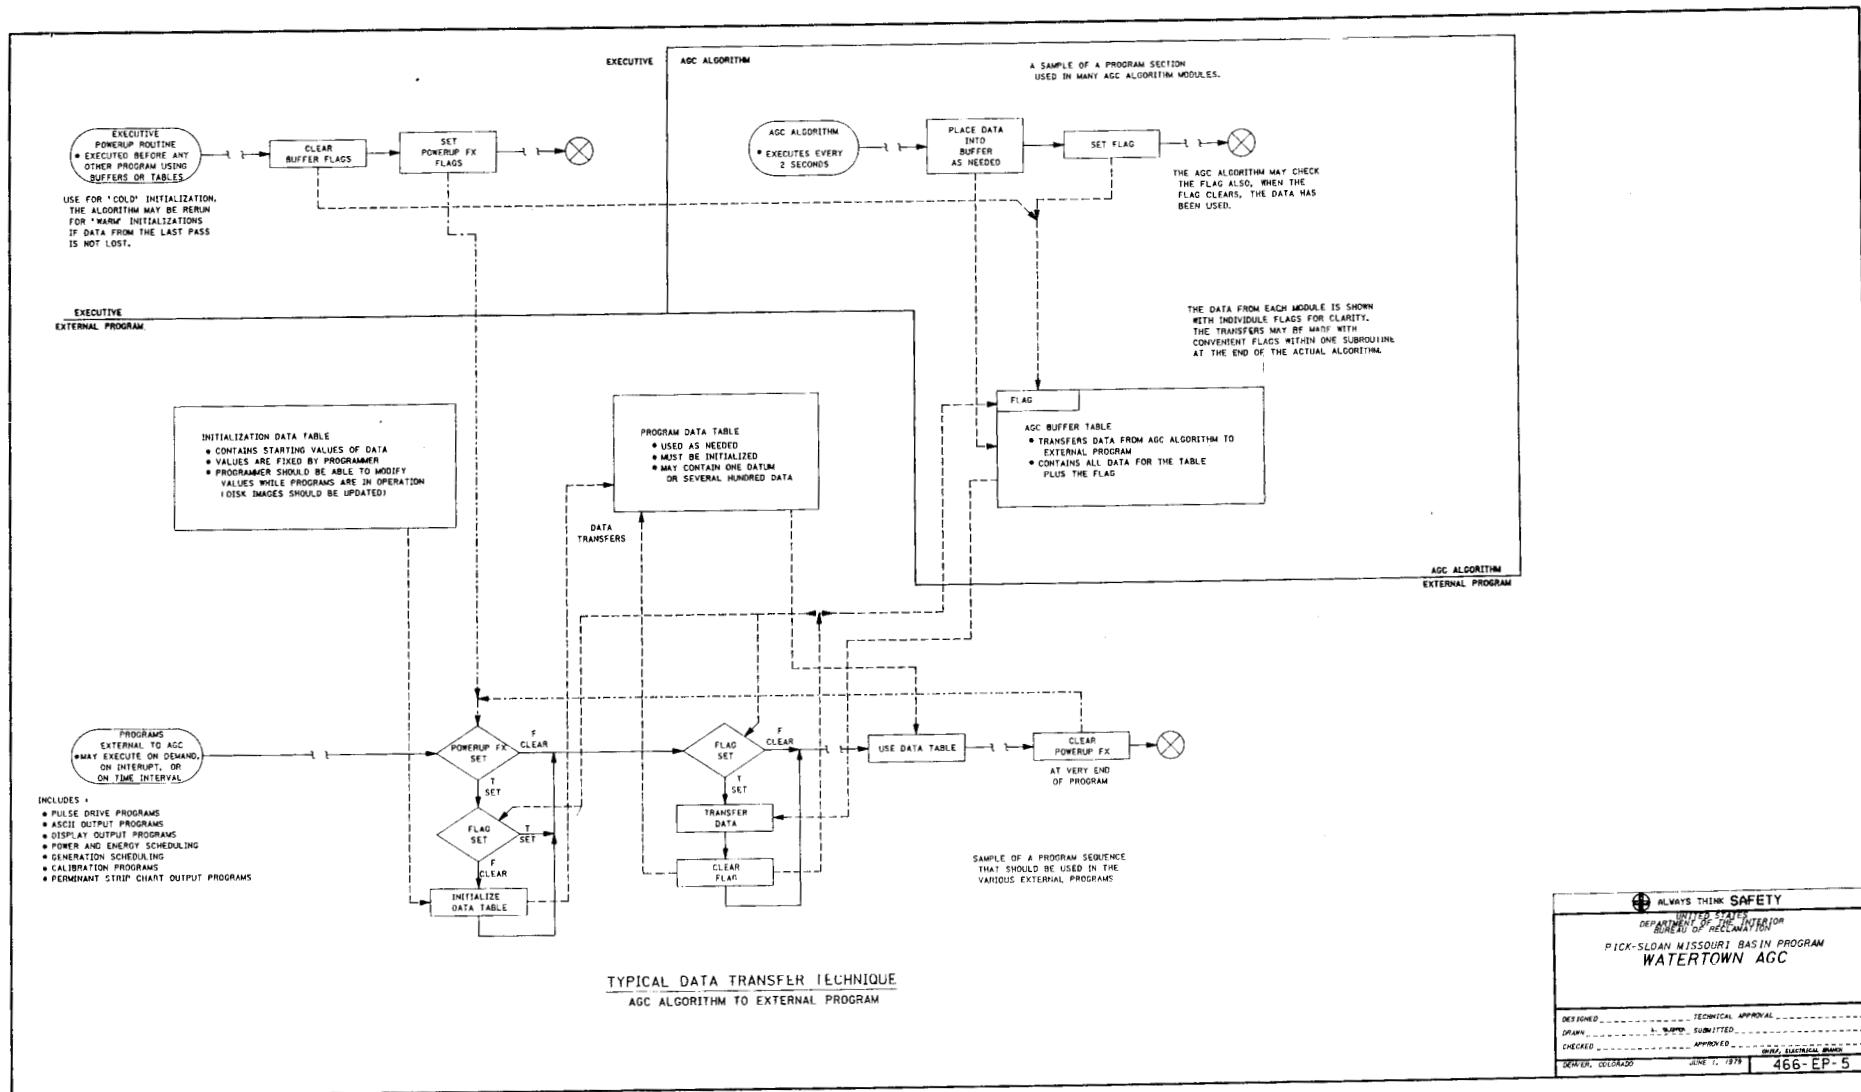 EXECUTIVE
AGC ALGORITHM
A SAMPLE OF A PROGRAM SECTION
USED IN MANY AGC ALGORITHM MODULES.
EXECUTIVE
POWERUP ROUTINE
• EXECUTED BEFORE ANY
OTHER PROGRAM USING
BUFFERS OR TABLES
CLEAR
BUFFER FLAGS
SET
POWERUP FX
FLAGS
USE FOR 'COLD' INITIALIZATION.
THE ALGORITHM MAY BE RERUN
FOR 'WARM' INITIALIZATIONS
IF DATA FROM THE LAST PASS
IS NOT LOST.
AGC ALGORITHM
• EXECUTES EVERY
2 SECONDS
PLACE DATA
INTO
BUFFER
AS NEEDED
SET FLAG
THE AGC ALGORITHM MAY CHECK
THE FLAG ALSO, WHEN THE
FLAG CLEARS, THE DATA HAS
BEEN USED.
EXECUTIVE
EXTERNAL PROGRAM
THE DATA FROM EACH MODULE IS SHOWN
WITH INDIVIDULE FLAGS FOR CLARITY.
THE TRANSFERS MAY BE MADE WITH
CONVENIENT FLAGS WITHIN ONE SUBROUTINE
AT THE END OF THE ACTUAL ALGORITHM.
INITIALIZATION DATA TABLE
• CONTAINS STARTING VALUES OF DATA
• VALUES ARE FIXED BY PROGRAMMER
• PROGRAMMER SHOULD BE ABLE TO MODIFY
VALUES WHILE PROGRAMS ARE IN OPERATION
(DISK IMAGES SHOULD BE UPDATED)
PROGRAM DATA TABLE
• USED AS NEEDED
• MUST BE INITIALIZED
• MAY CONTAIN ONE DATUM
OR SEVERAL HUNDRED DATA
FLAG
AGC BUFFER TABLE
• TRANSFERS DATA FROM AGC ALGORITHM TO
EXTERNAL PROGRAM
• CONTAINS ALL DATA FOR THE TABLE
PLUS THE FLAG
DATA
TRANSFERS
AGC ALGORITHM
EXTERNAL PROGRAM
PROGRAMS
EXTERNAL TO AGC
• MAY EXECUTE ON DEMAND,
ON INTERUPT, OR
ON TIME INTERVAL
POWERUP FX
SET
F
CLEAR
T
SET
FLAG
SET
T
SET
F
CLEAR
INITIALIZE
DATA TABLE
FLAG
SET
F
CLEAR
T
SET
TRANSFER
DATA
CLEAR
FLAG
USE DATA TABLE
CLEAR
POWERUP FX
AT VERY END
OF PROGRAM
INCLUDES :
• PULSE DRIVE PROGRAMS
• ASCII OUTPUT PROGRAMS
• DISPLAY OUTPUT PROGRAMS
• POWER AND ENERGY SCHEDULING
• GENERATION SCHEDULING
• CALIBRATION PROGRAMS
• PERMINANT STRIP CHART OUTPUT PROGRAMS
SAMPLE OF A PROGRAM SEQUENCE
THAT SHOULD BE USED IN THE
VARIOUS EXTERNAL PROGRAMS
TYPICAL DATA TRANSFER TECHNIQUE
AGC ALGORITHM TO EXTERNAL PROGRAM
ALWAYS THINK SAFETY
UNITED STATES
DEPARTMENT OF THE INTERIOR
BUREAU OF RECLAMATION
PICK-SLOAN MISSOURI BASIN PROGRAM
WATERTOWN AGC
DESIGNED TECHNICAL APPROVAL
DRAWN SUBMITTED
CHECKED APPROVED
CHIEF, ELECTRICAL BRANCH
DENVER, COLORADO JUNE 1, 1979 466-EP-5